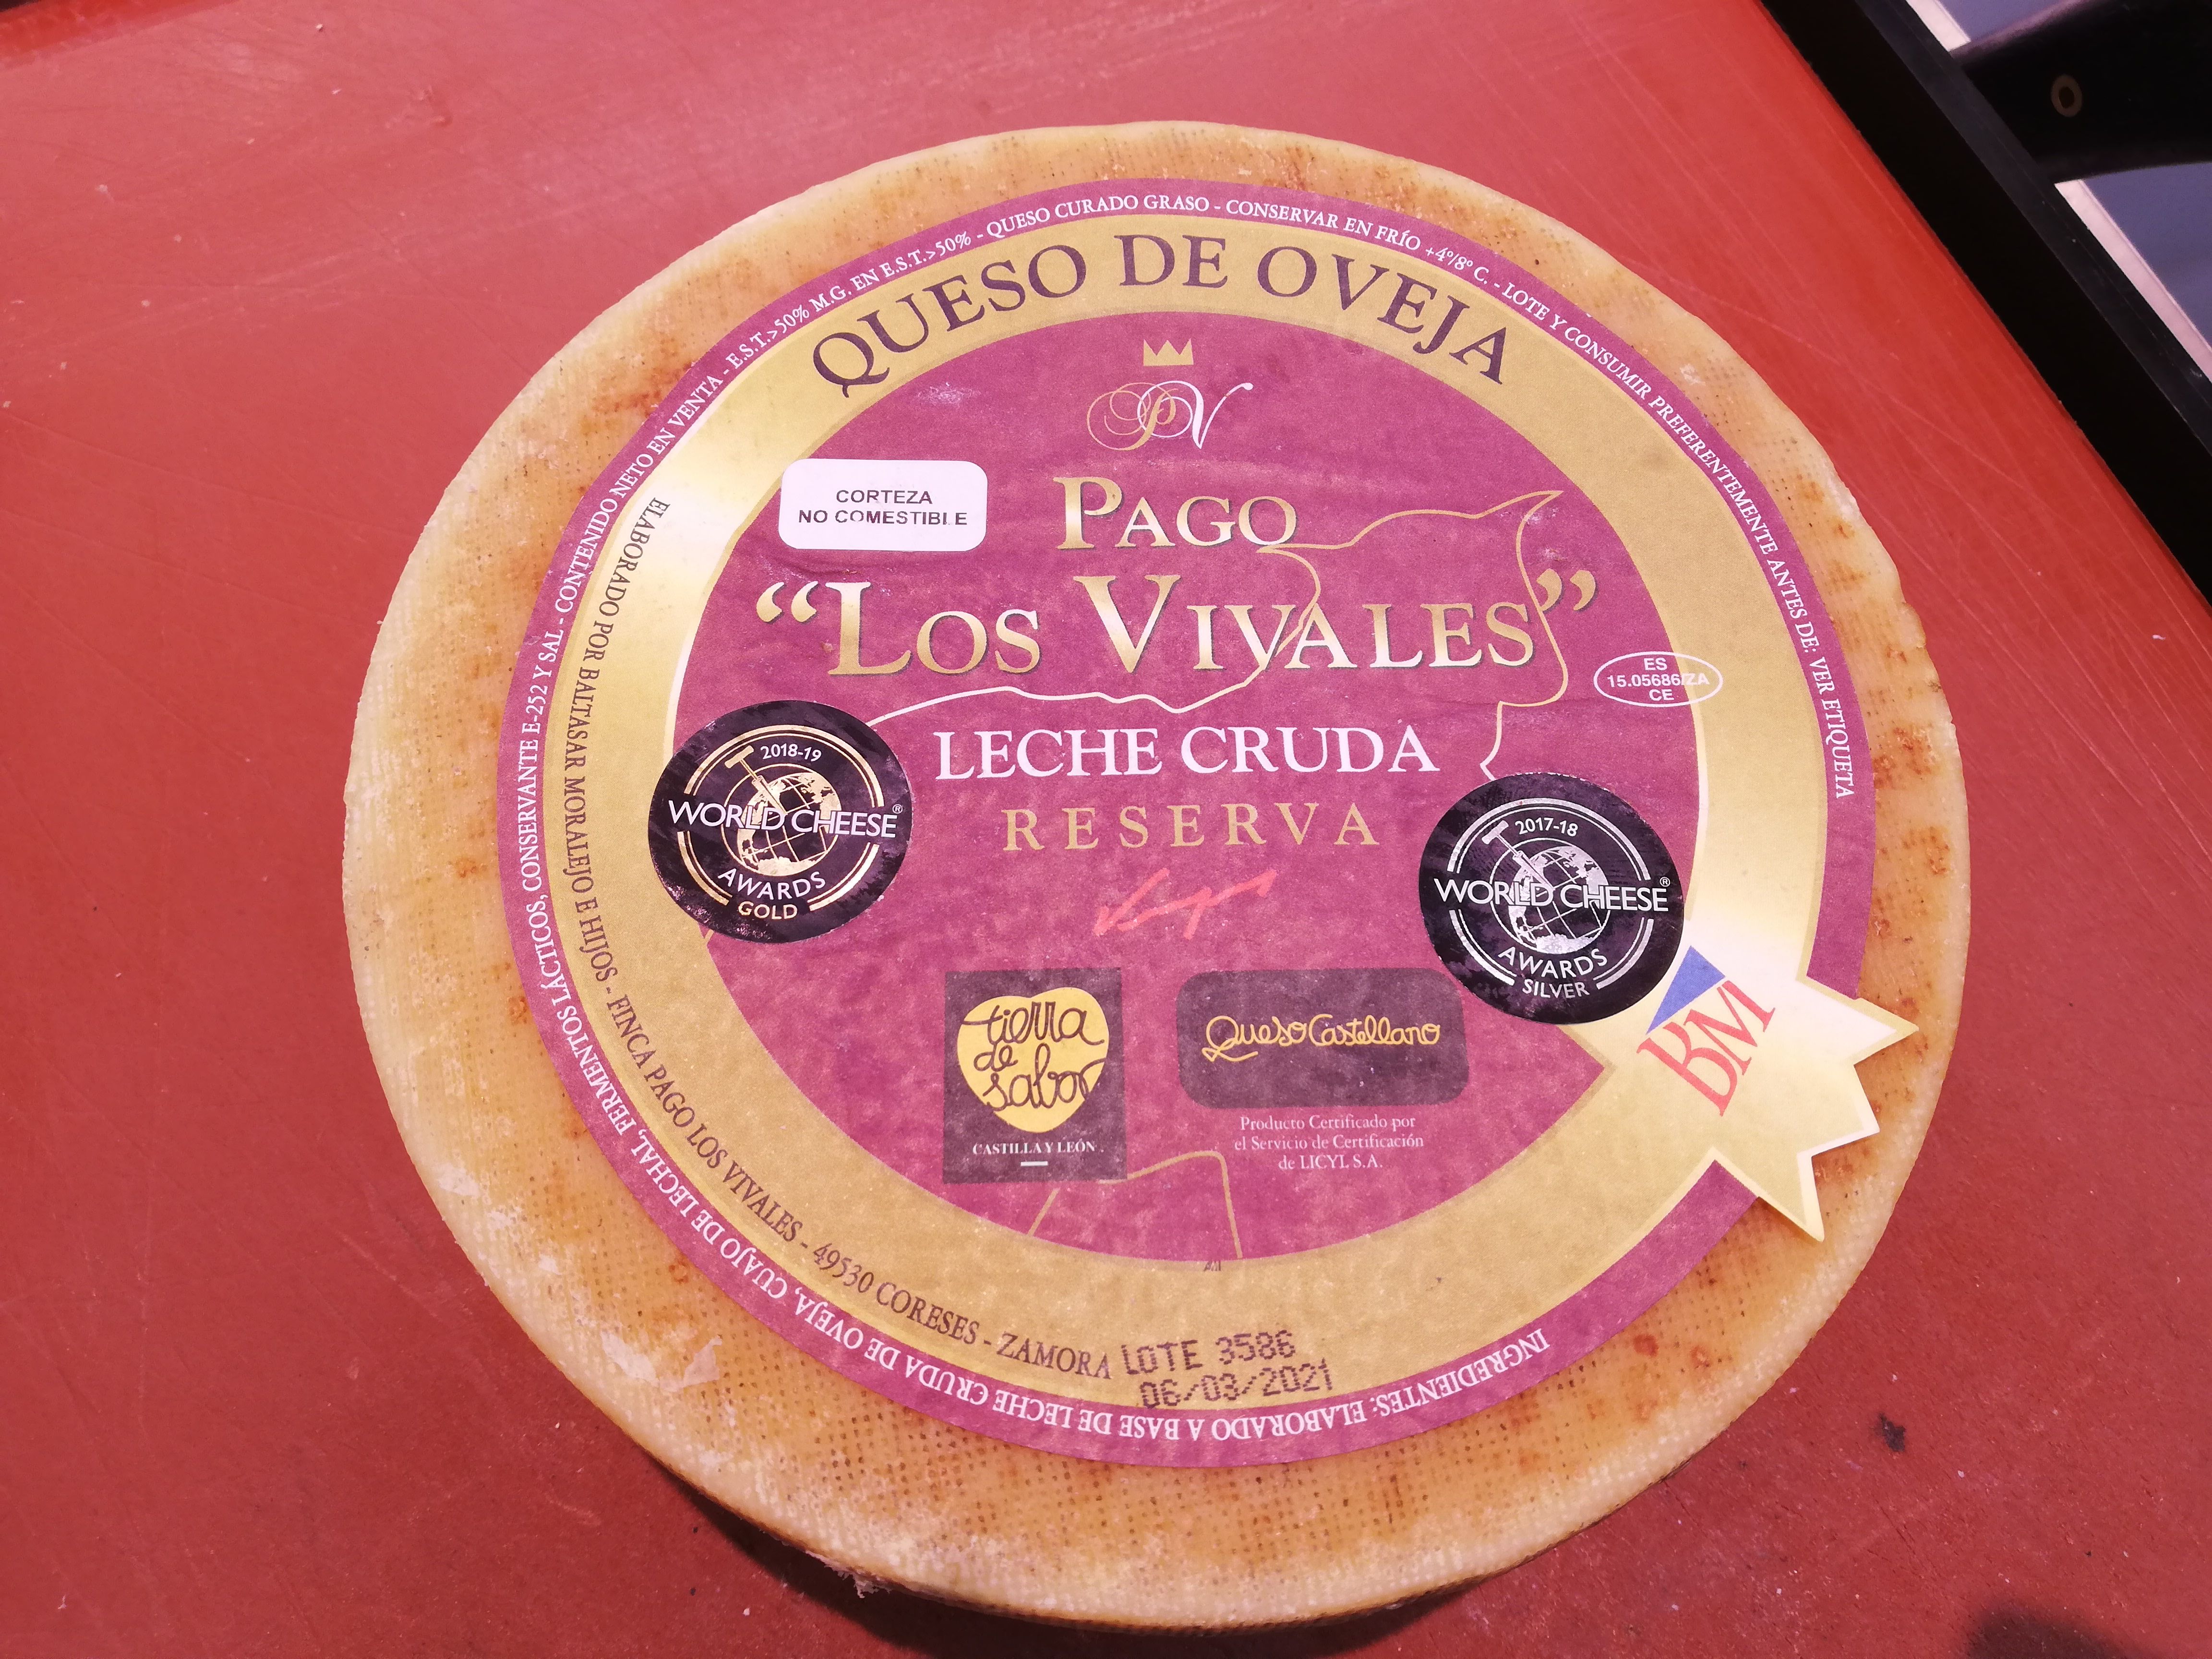 INGREDIENTES: ELABORADO A BASE DE LECHE CRUDA DE OVEJA, CUAJO DE LECHAL, FERMENTOS LÁCTICOS, CONSERVANTE E-252 Y SAL - CONTENIDO NETO EN VENTA - E.S.T.>50% M.G. EN E.S.T.>50% - QUESO CURADO GRASO - CONSERVAR EN FRÍO +4º/8º C. - LOTE Y CONSUMIR PREFERENTEMENTE ANTES DE: VER ETIQUETA
QUESO DE OVEJA
PV
CORTEZA
NO COMESTIBLE
PAGO
“LOS VIVALES”
ES
15.05686/ZA
CE
LECHE CRUDA
RESERVA
2018-19
WORLD CHEESE®
AWARDS
GOLD
2017-18
WORLD CHEESE®
AWARDS
SILVER
tierra
de
sabor
CASTILLA Y LEÓN
Queso Castellano
Producto Certificado por
el Servicio de Certificación
de LICYL S.A.
BM
ELABORADO POR BALTASAR MORALEJO E HIJOS - FINCA PAGO LOS VIVALES - 49530 CORESES - ZAMORA
LOTE 3586
06/03/2021